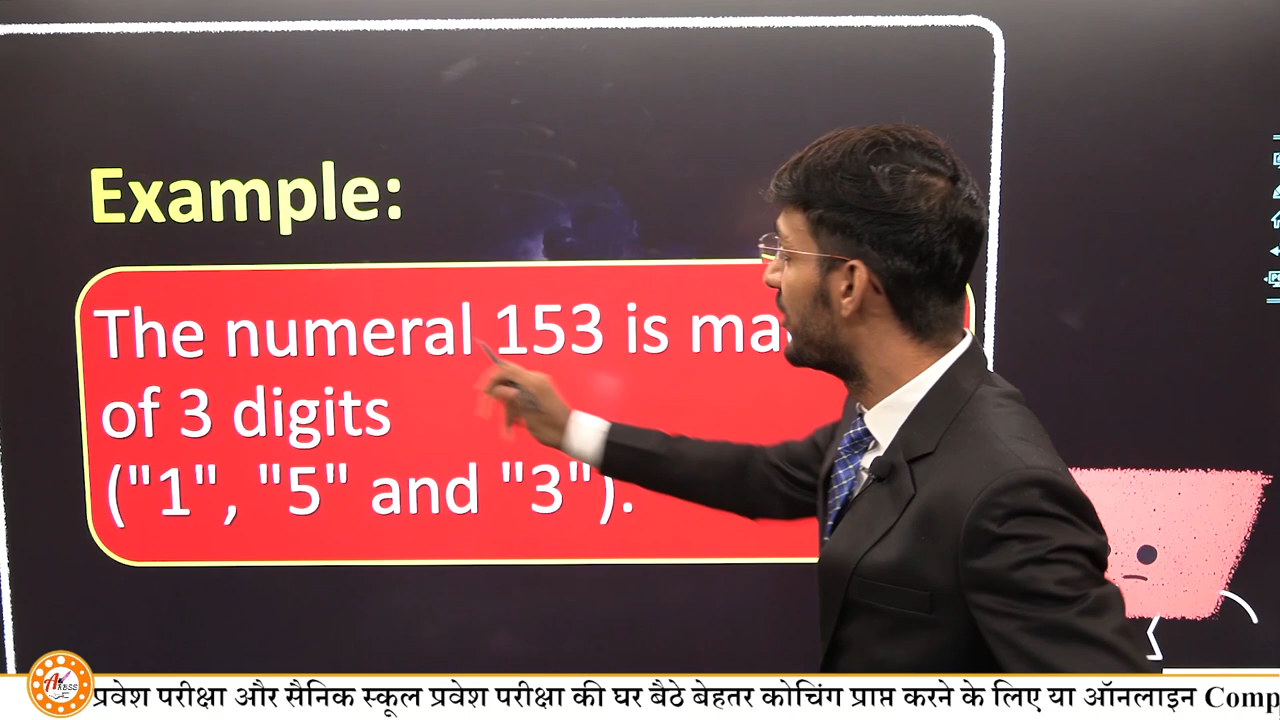 Example:
The numeral 153 is ma
of 3 digits
("1", "5" and "3").
प्रवेश परीक्षा और सैनिक स्कूल प्रवेश परीक्षा की घर बैठे बेहतर कोचिंग प्राप्त करने के लिए या ऑनलाइन Comp